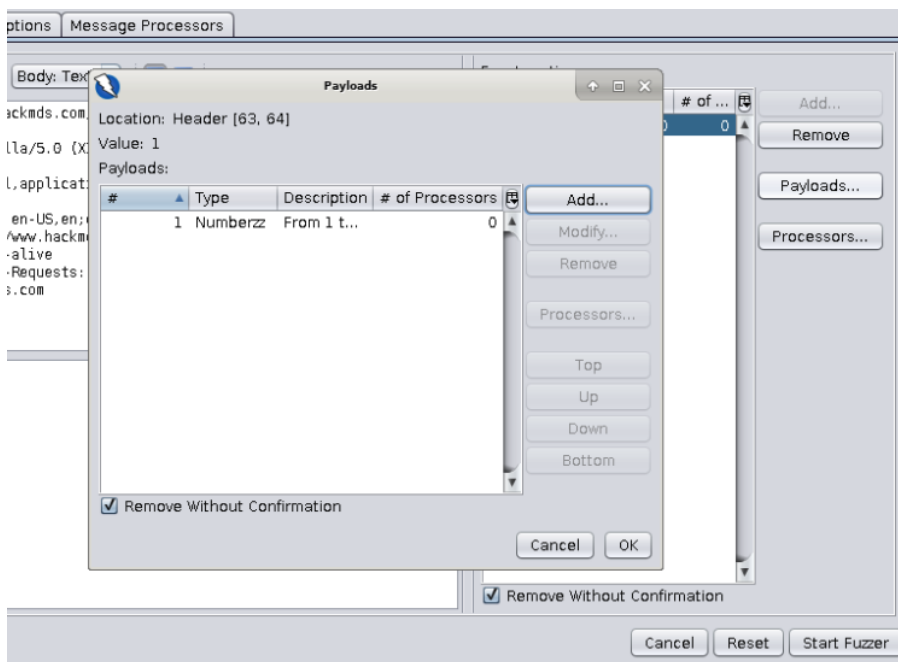 ptions Message Processors
Body: Tex
Payloads
ackmds.com
Location: Header [63, 64]
# of ...
Add...
0
Remove
lla/5.0 (X
Value: 1
Payloads:
l,applicat
Payloads...
# Type Description # of Processors
Add...
en-US,en;
1 Numberzz From 1 t... 0
Modify...
/www.hackm
Processors...
-alive
-Requests:
Remove
s.com
Processors...
Top
Up
Down
Bottom
Remove Without Confirmation
Cancel OK
Remove Without Confirmation
Cancel Reset Start Fuzzer